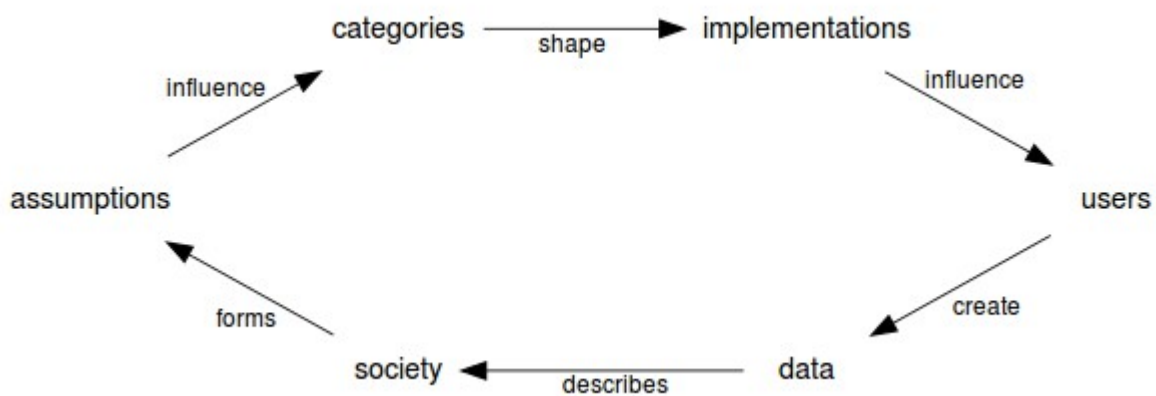 categories
shape
implementations
influence
influence
assumptions
users
forms
create
society
describes
data